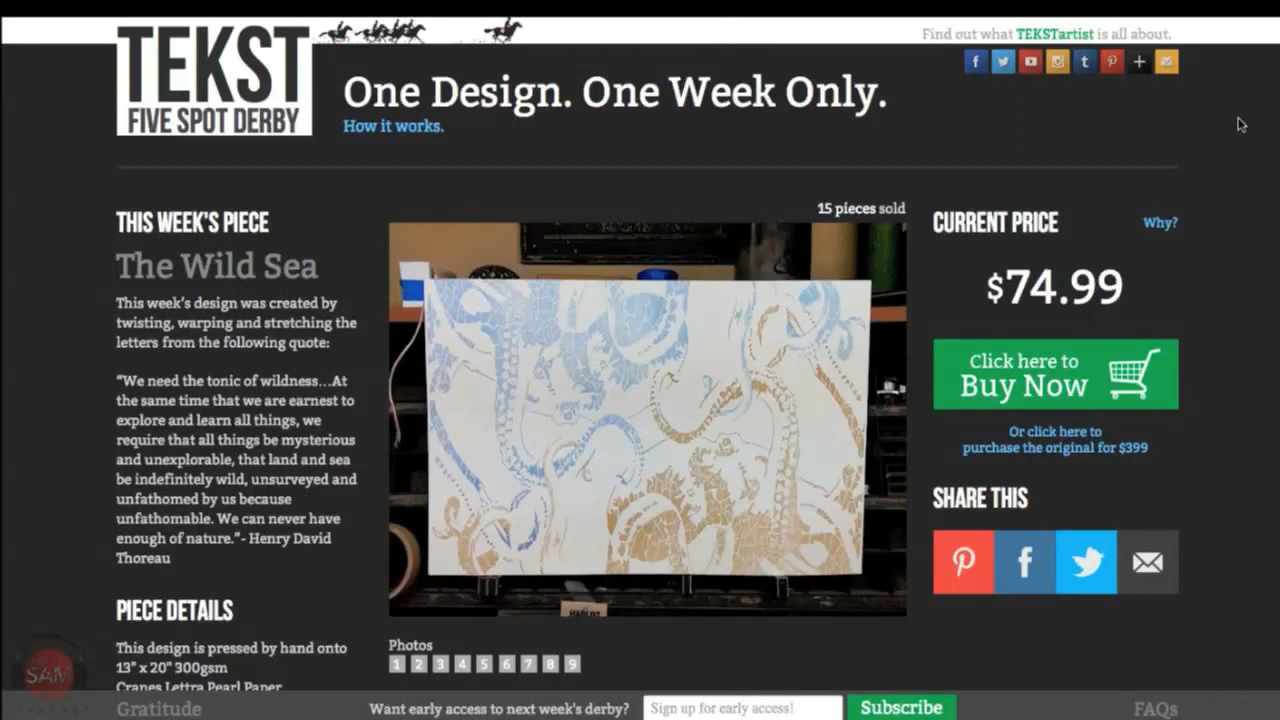 TEKST
FIVE SPOT DERBY
Find out what TEKSTartist is all about.
One Design. One Week Only.
How it works.
THIS WEEK'S PIECE
The Wild Sea
This week's design was created by
twisting, warping and stretching the
letters from the following quote:
“We need the tonic of wildness...At
the same time that we are earnest to
explore and learn all things, we
require that all things be mysterious
and unexplorable, that land and sea
be indefinitely wild, unsurveyed and
unfathomed by us because
unfathomable. We can never have
enough of nature.”- Henry David
Thoreau
PIECE DETAILS
This design is pressed by hand onto
13" x 20" 300gsm
Cranes Lettra Pearl Paper
15 pieces sold
Photos
1 2 3 4 5 6 7 8 9
CURRENT PRICE
Why?
$74.99
Click here to
Buy Now
Or click here to
purchase the original for $399
SHARE THIS
SAM
Gratitude
Want early access to next week's derby?
Sign up for early access!
Subscribe
FAQs